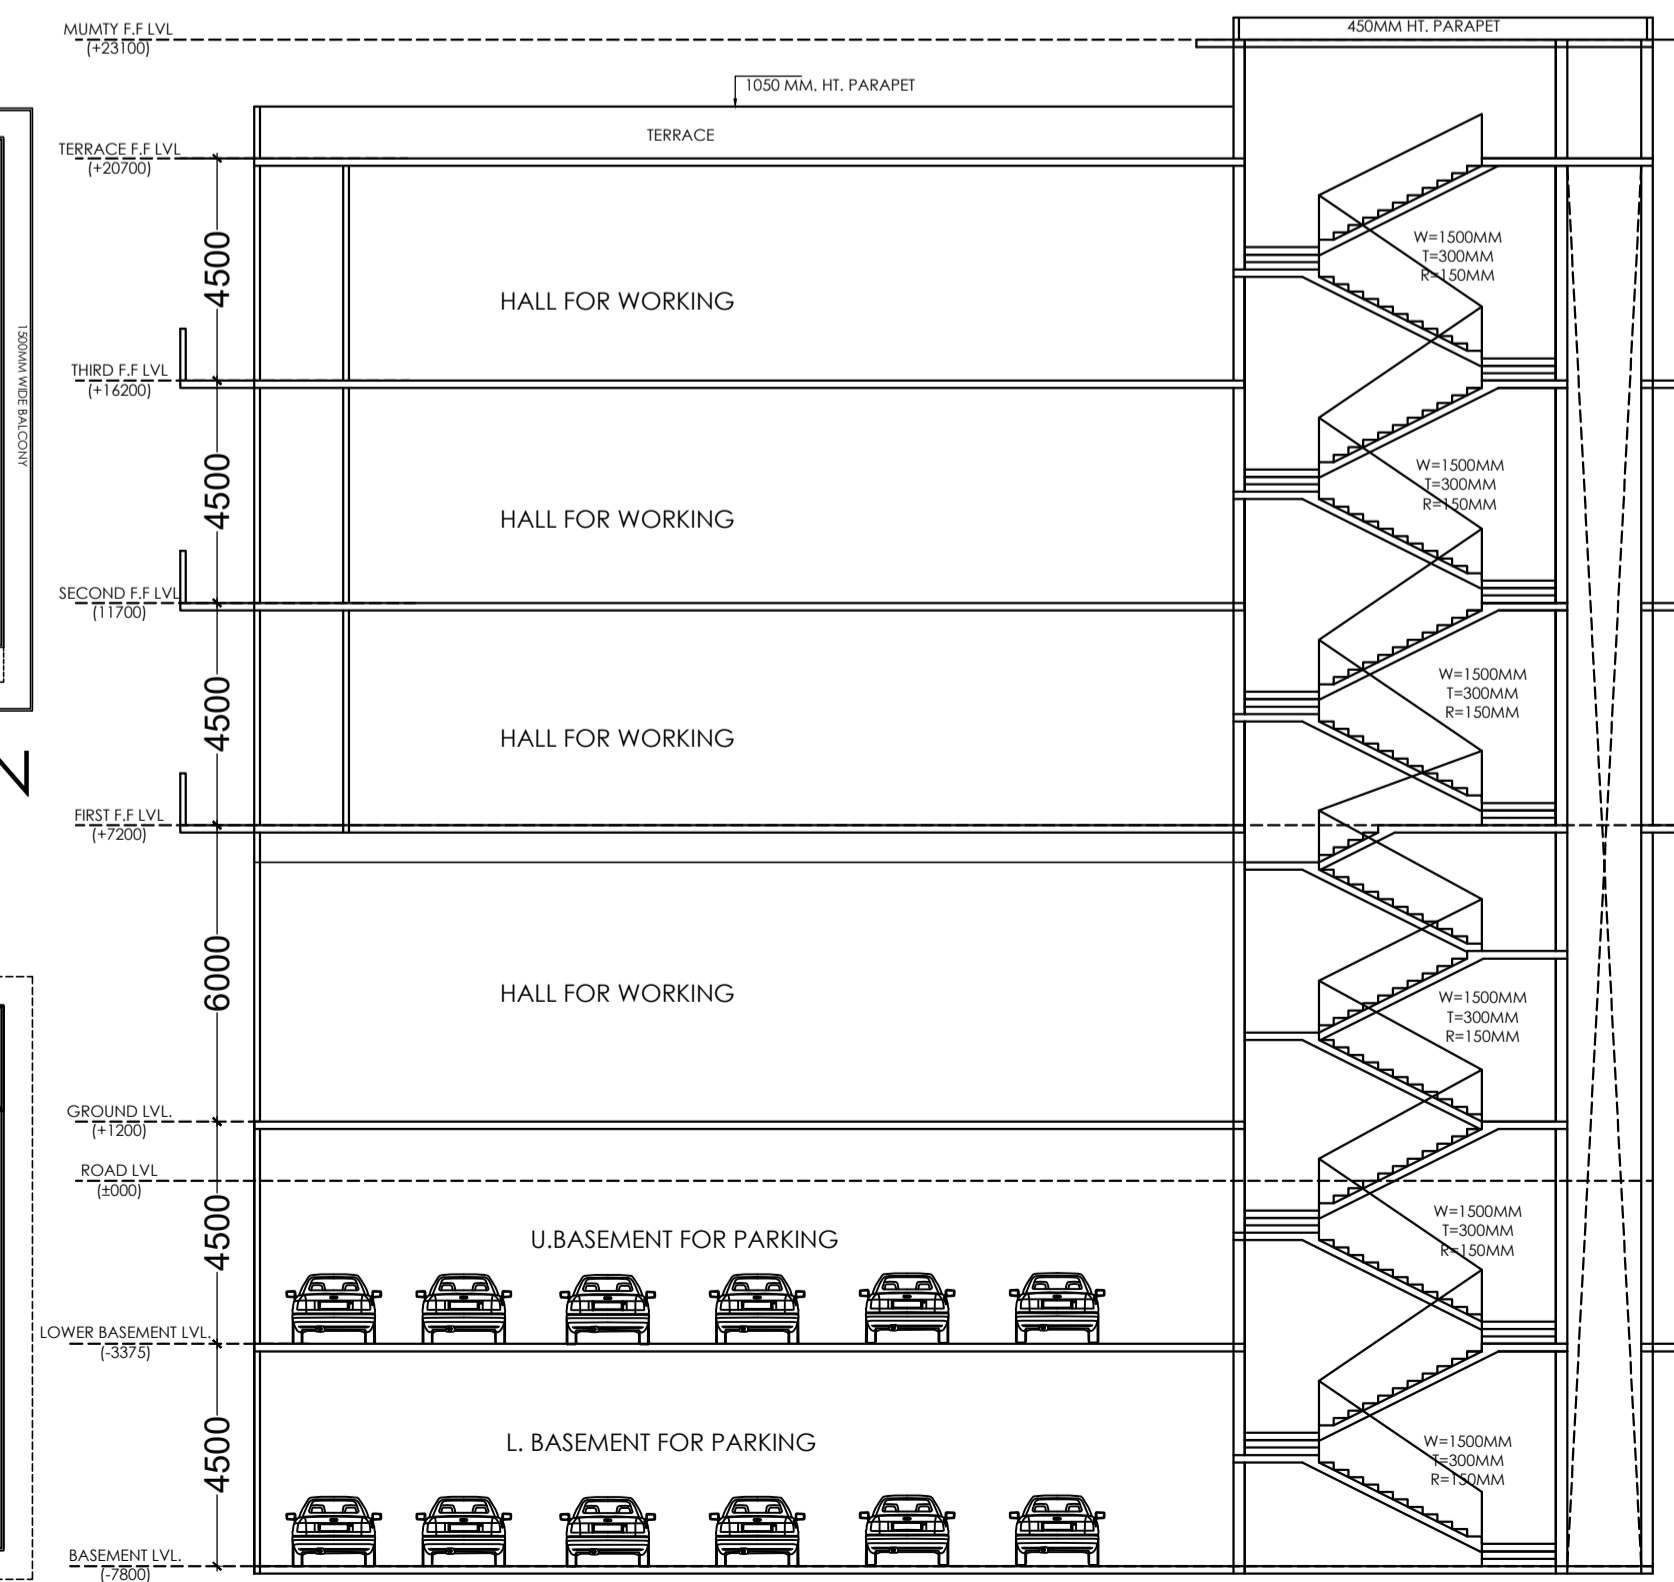 MUMTY F.F LVL
(+23100)
450MM HT. PARAPET
1050 MM. HT. PARAPET
TERRACE
TERRACE F.F LVL
(+20700)
4500
HALL FOR WORKING
W=1500MM
T=300MM
R=150MM
1500MM WIDE BALCONY
THIRD F.F LVL
(+16200)
4500
HALL FOR WORKING
W=1500MM
T=300MM
R=150MM
SECOND F.F LVL
(11700)
4500
HALL FOR WORKING
W=1500MM
T=300MM
R=150MM
FIRST F.F LVL
(+7200)
6000
HALL FOR WORKING
W=1500MM
T=300MM
R=150MM
GROUND LVL.
(+1200)
ROAD LVL
(±000)
4500
U.BASEMENT FOR PARKING
W=1500MM
T=300MM
R=150MM
LOWER BASEMENT LVL.
(-3375)
4500
L. BASEMENT FOR PARKING
W=1500MM
T=300MM
R=150MM
BASEMENT LVL.
(-7800)